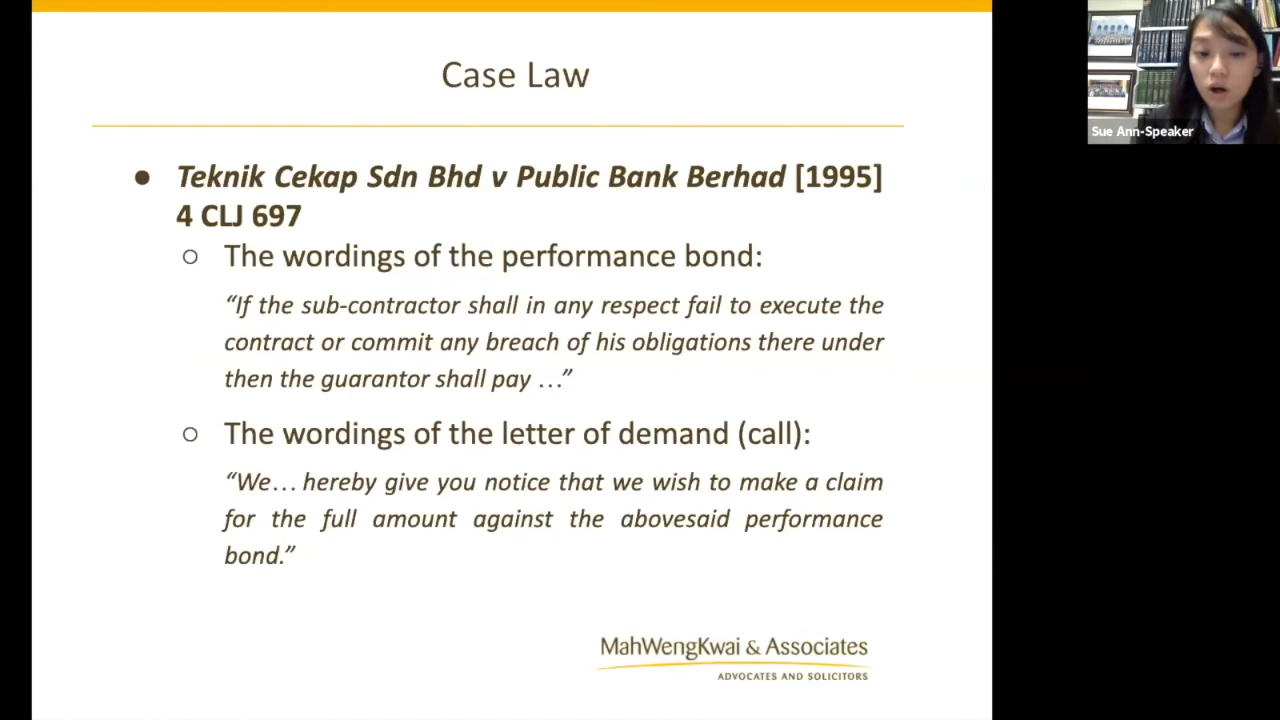 Case Law
● Teknik Cekap Sdn Bhd v Public Bank Berhad [1995]
4 CLJ 697
○ The wordings of the performance bond:
“If the sub-contractor shall in any respect fail to execute the
contract or commit any breach of his obligations there under
then the guarantor shall pay …”
○ The wordings of the letter of demand (call):
“We… hereby give you notice that we wish to make a claim
for the full amount against the abovesaid performance
bond.”
MahWengKwai & Associates
ADVOCATES AND SOLICITORS
Sue Ann-Speaker